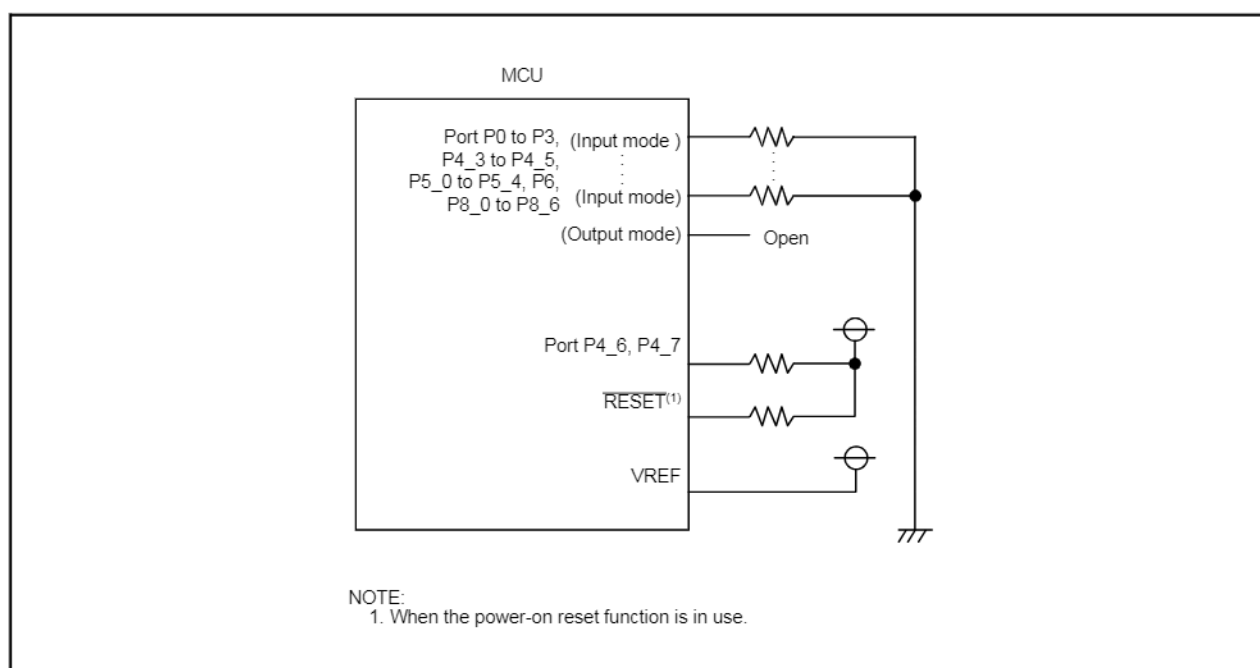 MCU
Port P0 to P3, (Input mode )
P4_3 to P4_5,
P5_0 to P5_4, P6,
P8_0 to P8_6 (Input mode)
(Output mode) Open
Port P4_6, P4_7
RESET(1)
VREF
NOTE:
1. When the power-on reset function is in use.